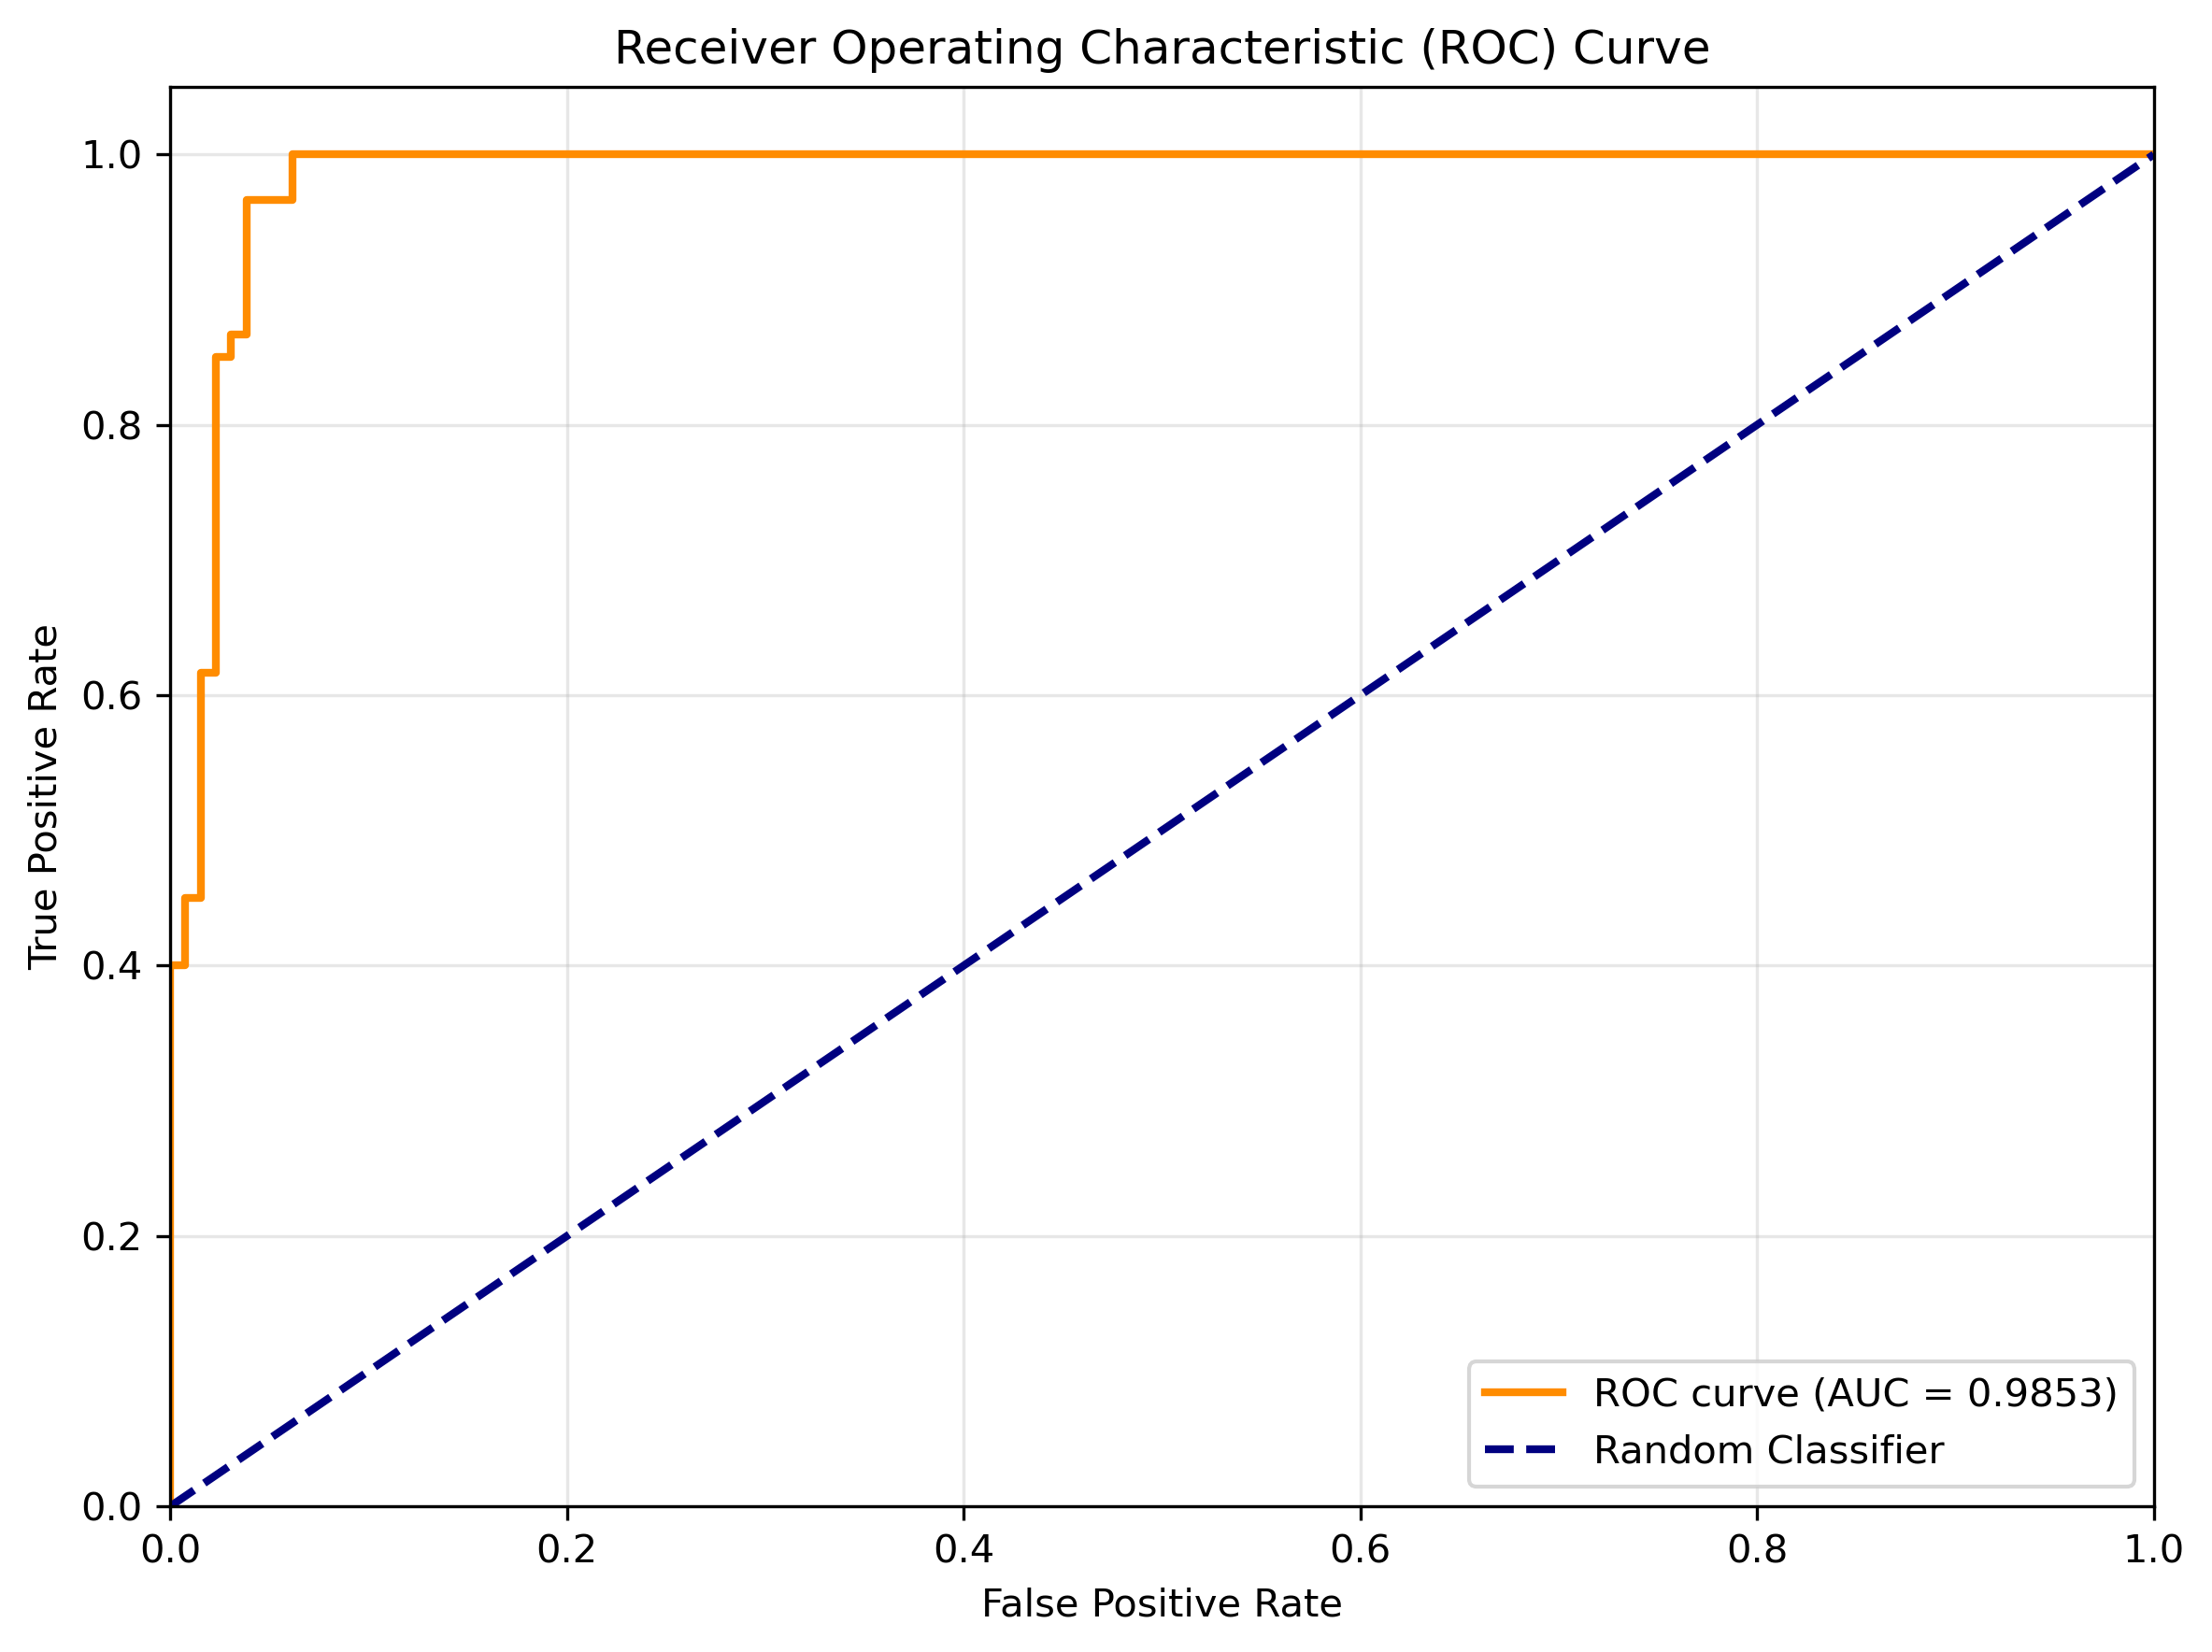 Receiver Operating Characteristic (ROC) Curve
1.0
0.8
0.6
0.4
0.2
0.0
True Positive Rate
0.0 0.2 0.4 0.6 0.8 1.0
False Positive Rate
ROC curve (AUC = 0.9853)
Random Classifier